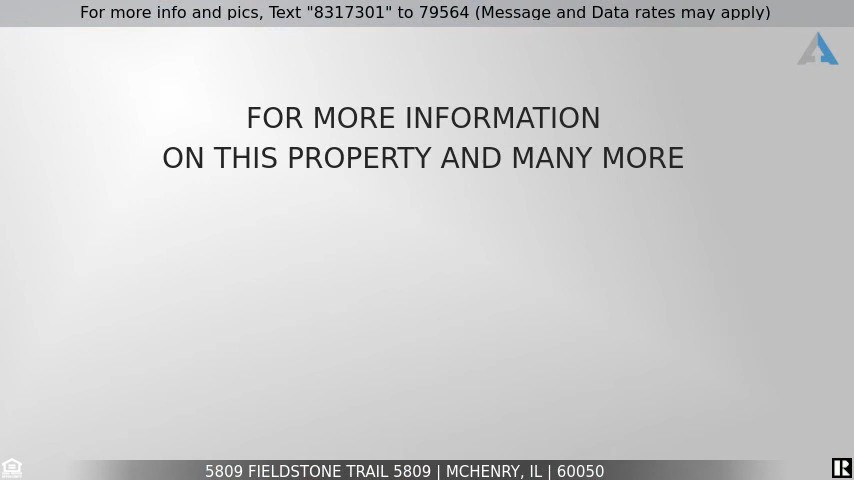 For more info and pics, Text "8317301" to 79564 (Message and Data rates may apply)
FOR MORE INFORMATION
ON THIS PROPERTY AND MANY MORE
5809 FIELDSTONE TRAIL 5809 | MCHENRY, IL | 60050